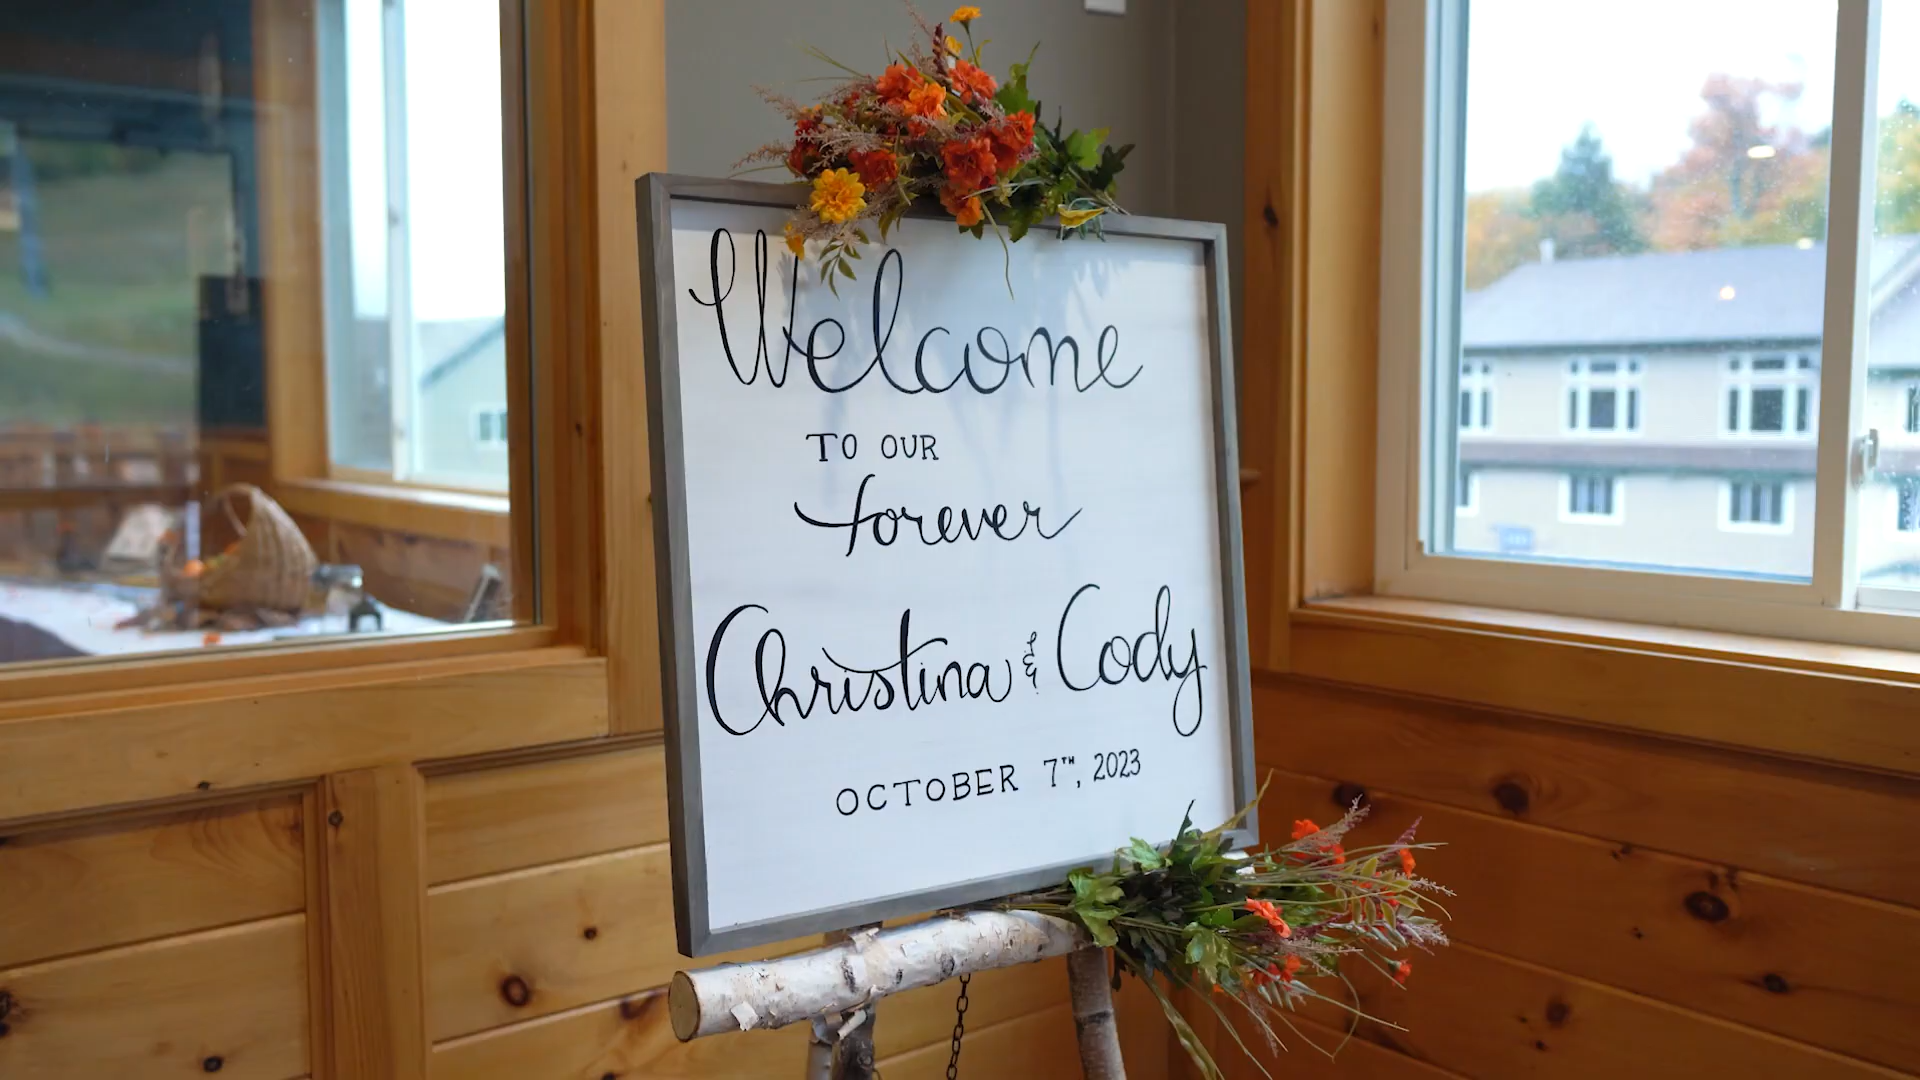 Welcome
TO OUR
forever
Christina & Cody
OCTOBER 7TH, 2023